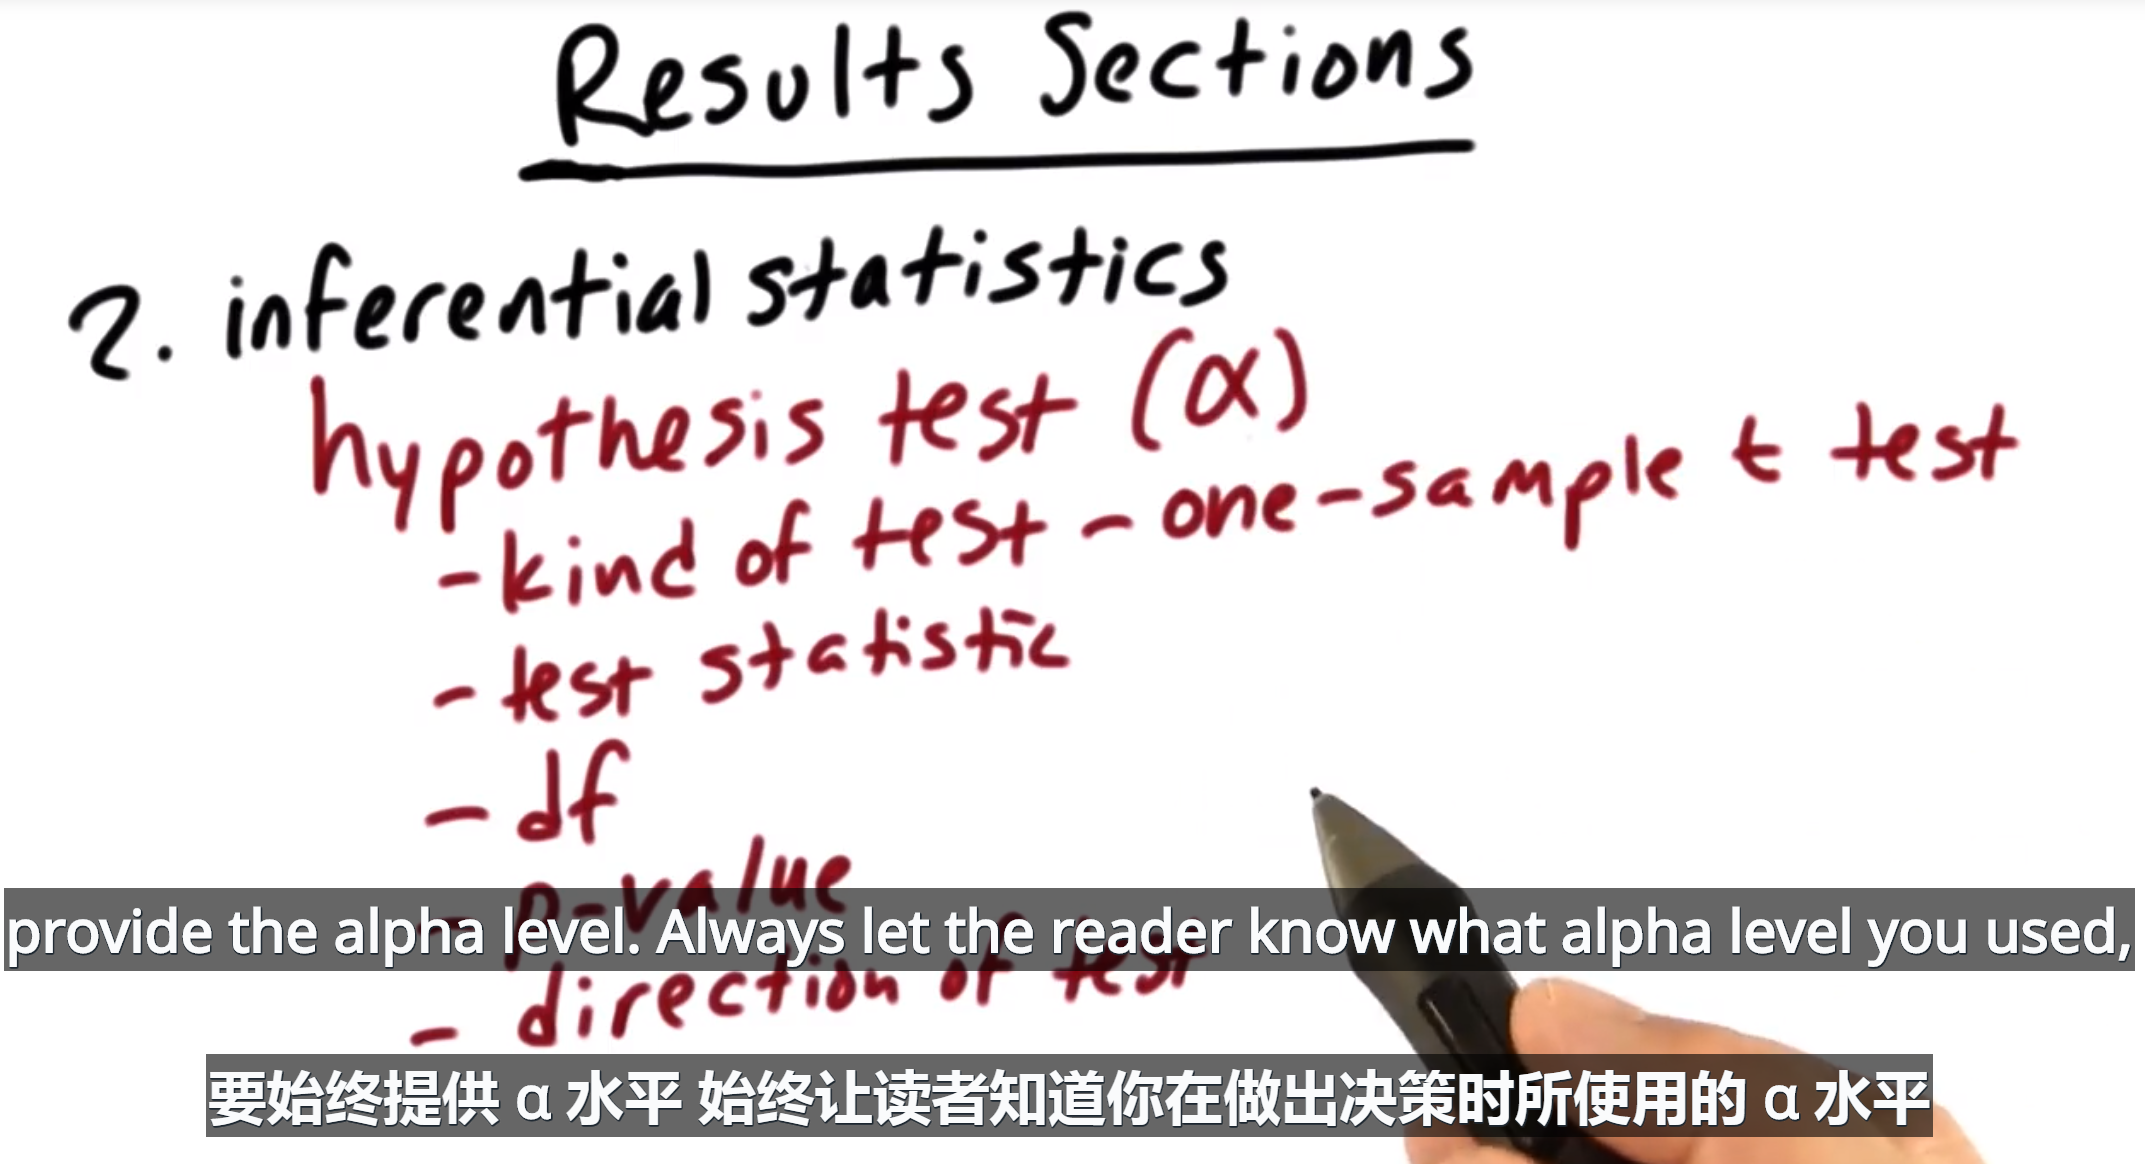 Results Sections
2. inferential statistics
hypothesis test (α)
- kind of test - one-sample t test
- test statistic
- df
- p-value
- direction of test
provide the alpha level. Always let the reader know what alpha level you used,
要始终提供 α 水平 始终让读者知道你在做出决策时所使用的 α 水平